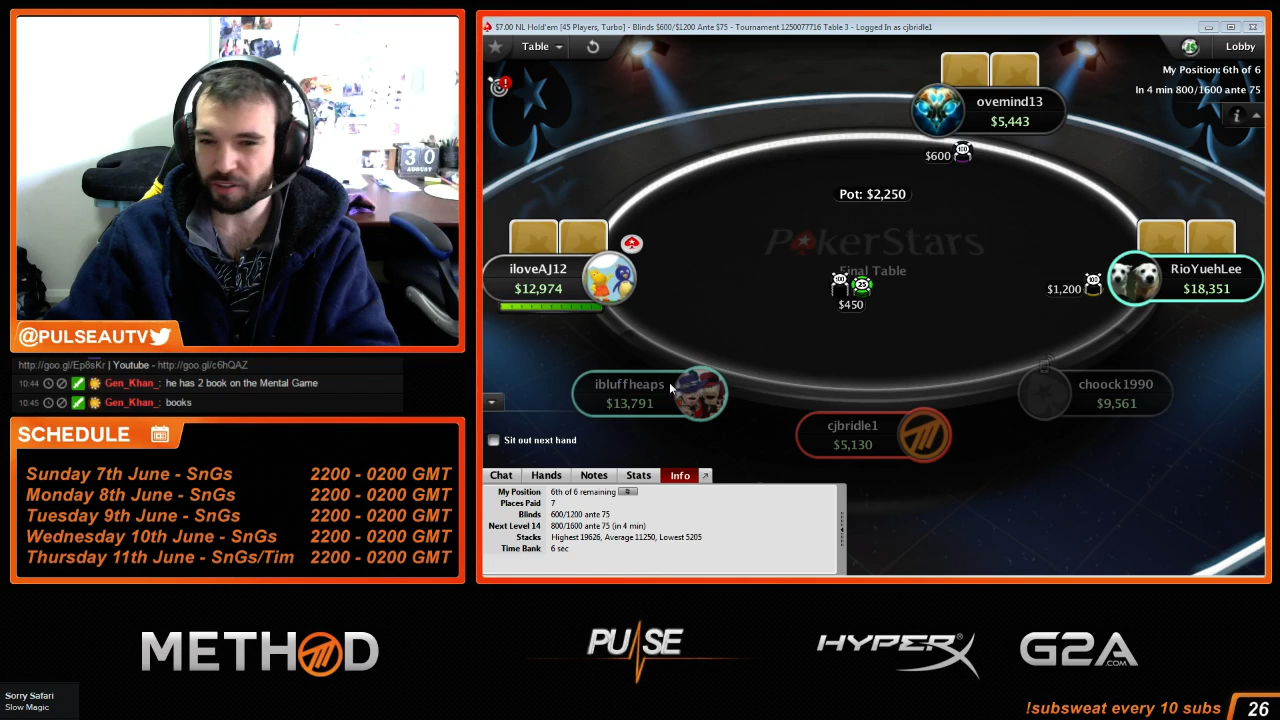 $7.00 NL Hold'em [45 Players, Turbo] - Blinds $600/$1200 Ante $75 - Tournament 1250077716 Table 3 - Logged In as cjbridle1
Table
Lobby
My Position: 6th of 6
In 4 min 800/1600 ante 75
ovemind13
$5,443
$600
Pot: $2,250
PokerStars
Final Table
$450
iloveAJ12
$12,974
RioYuehLee
$18,351
$1,200
ibluffheaps
$13,791
choock1990
$9,561
cjbridle1
$5,130
Sit out next hand
Chat Hands Notes Stats Info
My Position 6th of 6 remaining
Places Paid 7
Blinds 600/1200 ante 75
Next Level 14 800/1600 ante 75 (in 4 min)
Stacks Highest 19626, Average 11250, Lowest 5205
Time Bank 6 sec
30
AUGUST
@PULSEAUTV
http://goo.gl/Ep8sKr | Youtube - http://goo.gl/c6hQAZ
10:44 Gen_Khan_: he has 2 book on the Mental Game
10:45 Gen_Khan_: books
SCHEDULE
Sunday 7th June - SnGs 2200 - 0200 GMT
Monday 8th June - SnGs 2200 - 0200 GMT
Tuesday 9th June - SnGs 2200 - 0200 GMT
Wednesday 10th June - SnGs 2200 - 0200 GMT
Thursday 11th June - SnGs/Tim 2200 - 0200 GMT
METHOD
PULSE
HYPERX
G2A
.COM
Sorry Safari
Slow Magic
!subsweat every 10 subs 26